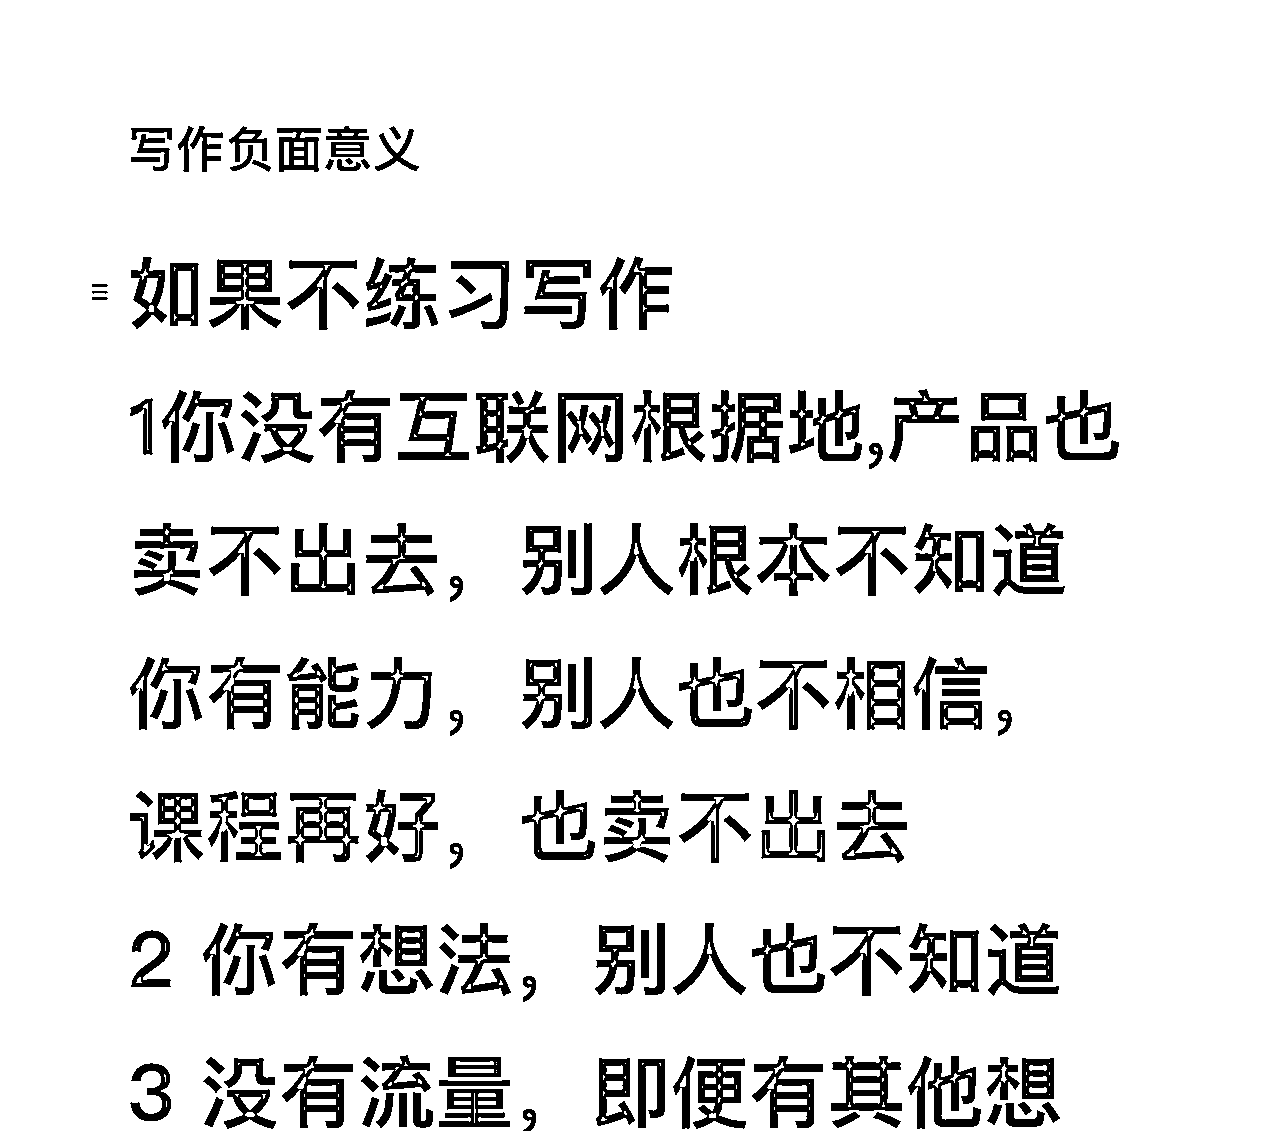 写作负面意义
如果不练习写作
1你没有互联网根据地,产品也
卖不出去，别人根本不知道
你有能力，别人也不相信，
课程再好，也卖不出去
2 你有想法，别人也不知道
3 没有流量，即便有其他想